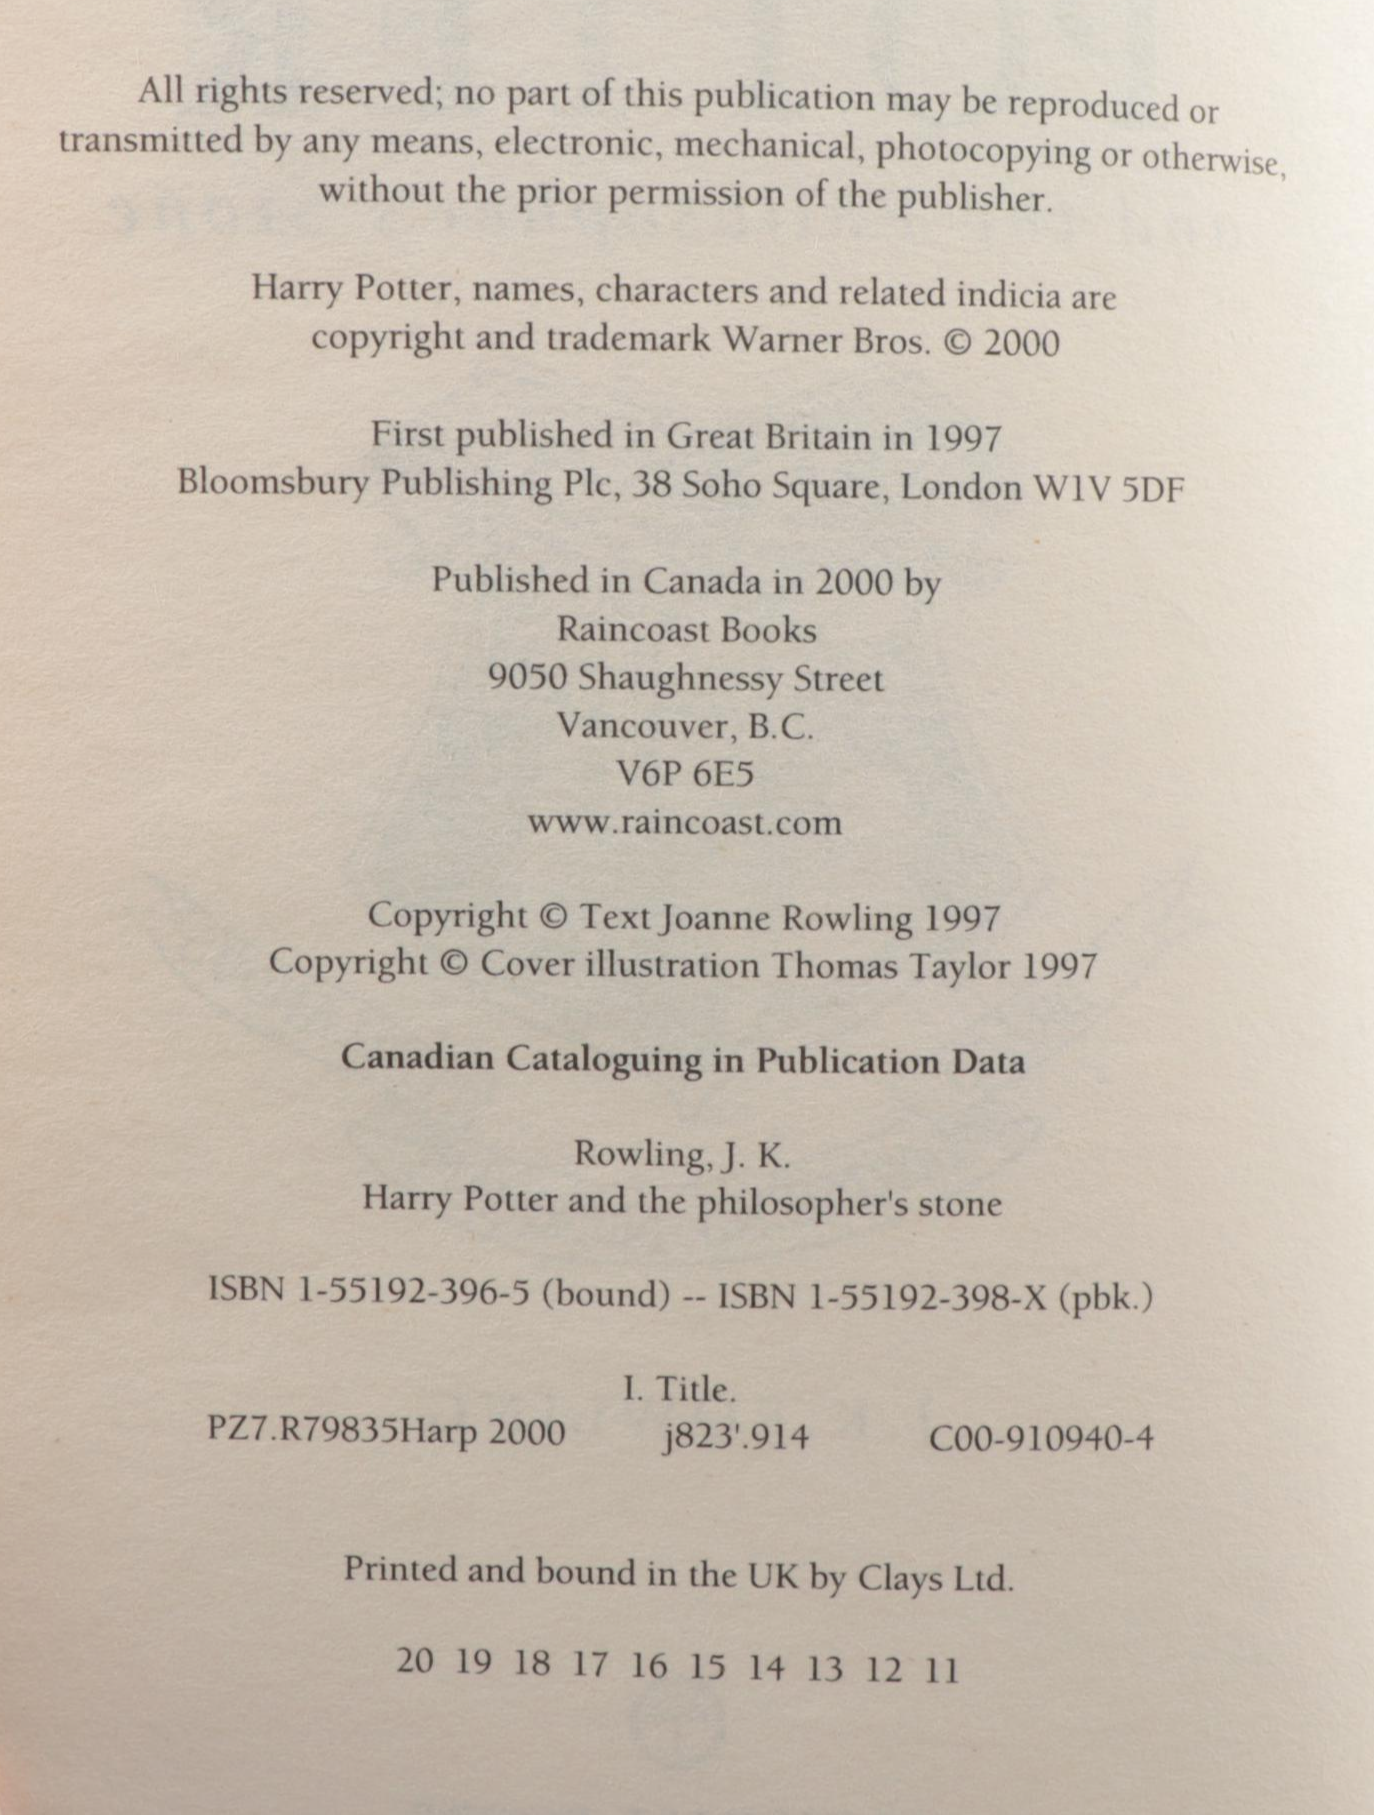 All rights reserved; no part of this publication may be reproduced or
transmitted by any means, electronic, mechanical, photocopying or otherwise,
without the prior permission of the publisher.
Harry Potter, names, characters and related indicia are
copyright and trademark Warner Bros. © 2000
First published in Great Britain in 1997
Bloomsbury Publishing Plc, 38 Soho Square, London W1V 5DF
Published in Canada in 2000 by
Raincoast Books
9050 Shaughnessy Street
Vancouver, B.C.
V6P 6E5
www.raincoast.com
Copyright © Text Joanne Rowling 1997
Copyright © Cover illustration Thomas Taylor 1997
Canadian Cataloguing in Publication Data
Rowling, J. K.
Harry Potter and the philosopher's stone
ISBN 1-55192-396-5 (bound) -- ISBN 1-55192-398-X (pbk.)
I. Title.
PZ7.R79835Harp 2000 j823'.914 C00-910940-4
Printed and bound in the UK by Clays Ltd.
20 19 18 17 16 15 14 13 12 11